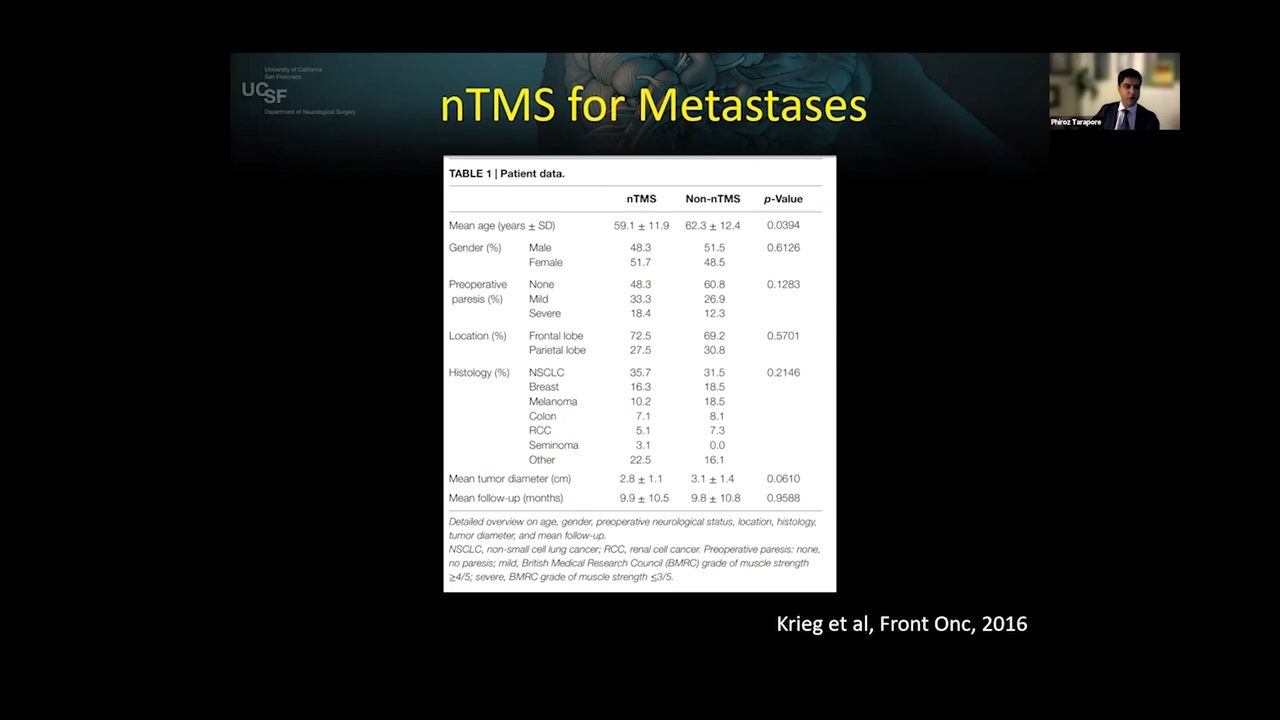 University of California
San Francisco
UCSF
Department of Neurological Surgery
nTMS for Metastases
Phiroz Tarapore
TABLE 1 | Patient data.
nTMS Non-nTMS p-Value
Mean age (years ± SD) 59.1 ± 11.9 62.3 ± 12.4 0.0394
Gender (%) Male 48.3 51.5 0.6126
Female 51.7 48.5
Preoperative None 48.3 60.8 0.1283
paresis (%) Mild 33.3 26.9
Severe 18.4 12.3
Location (%) Frontal lobe 72.5 69.2 0.5701
Parietal lobe 27.5 30.8
Histology (%) NSCLC 35.7 31.5 0.2146
Breast 16.3 18.5
Melanoma 10.2 18.5
Colon 7.1 8.1
RCC 5.1 7.3
Seminoma 3.1 0.0
Other 22.5 16.1
Mean tumor diameter (cm) 2.8 ± 1.1 3.1 ± 1.4 0.0610
Mean follow-up (months) 9.9 ± 10.5 9.8 ± 10.8 0.9588
Detailed overview on age, gender, preoperative neurological status, location, histology,
tumor diameter, and mean follow-up.
NSCLC, non-small cell lung cancer; RCC, renal cell cancer. Preoperative paresis: none,
no paresis; mild, British Medical Research Council (BMRC) grade of muscle strength
≥4/5; severe, BMRC grade of muscle strength ≤3/5.
Krieg et al, Front Onc, 2016